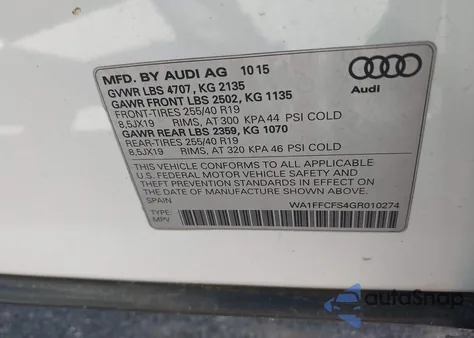 MFD. BY AUDI AG 10 15
GVWR LBS 4707, KG 2135
GAWR FRONT LBS 2502, KG 1135
FRONT-TIRES 255/40 R19
8,5JX19 RIMS, AT 300 KPA 44 PSI COLD
GAWR REAR LBS 2359, KG 1070
REAR-TIRES 255/40 R19
8,5JX19 RIMS, AT 320 KPA 46 PSI COLD
Audi
THIS VEHICLE CONFORMS TO ALL APPLICABLE
U.S. FEDERAL MOTOR VEHICLE SAFETY AND
THEFT PREVENTION STANDARDS IN EFFECT ON
THE DATE OF MANUFACTURE SHOWN ABOVE.
SPAIN
WA1FFCFS4GR010274
TYPE:
MPV
autoSnap